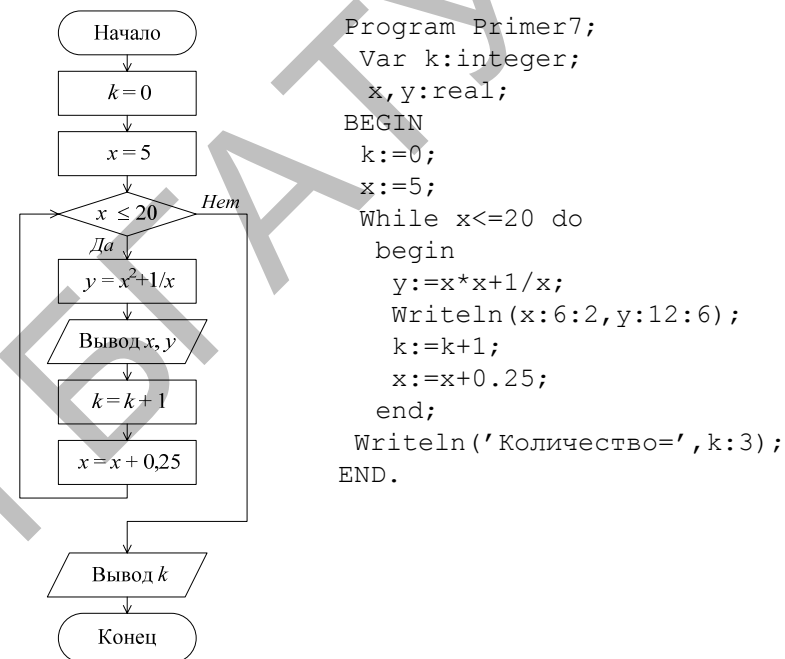 Начало
k = 0
x = 5
x ≤ 20
Нет
Да
y = x²+1/x
Вывод x, y
k = k + 1
x = x + 0,25
Вывод k
Конец
Program Primer7;
Var k:integer;
x,y:real;
BEGIN
k:=0;
x:=5;
While x<=20 do
begin
y:=x*x+1/x;
Writeln(x:6:2,y:12:6);
k:=k+1;
x:=x+0.25;
end;
Writeln('Количество=',k:3);
END.
БГАТУ